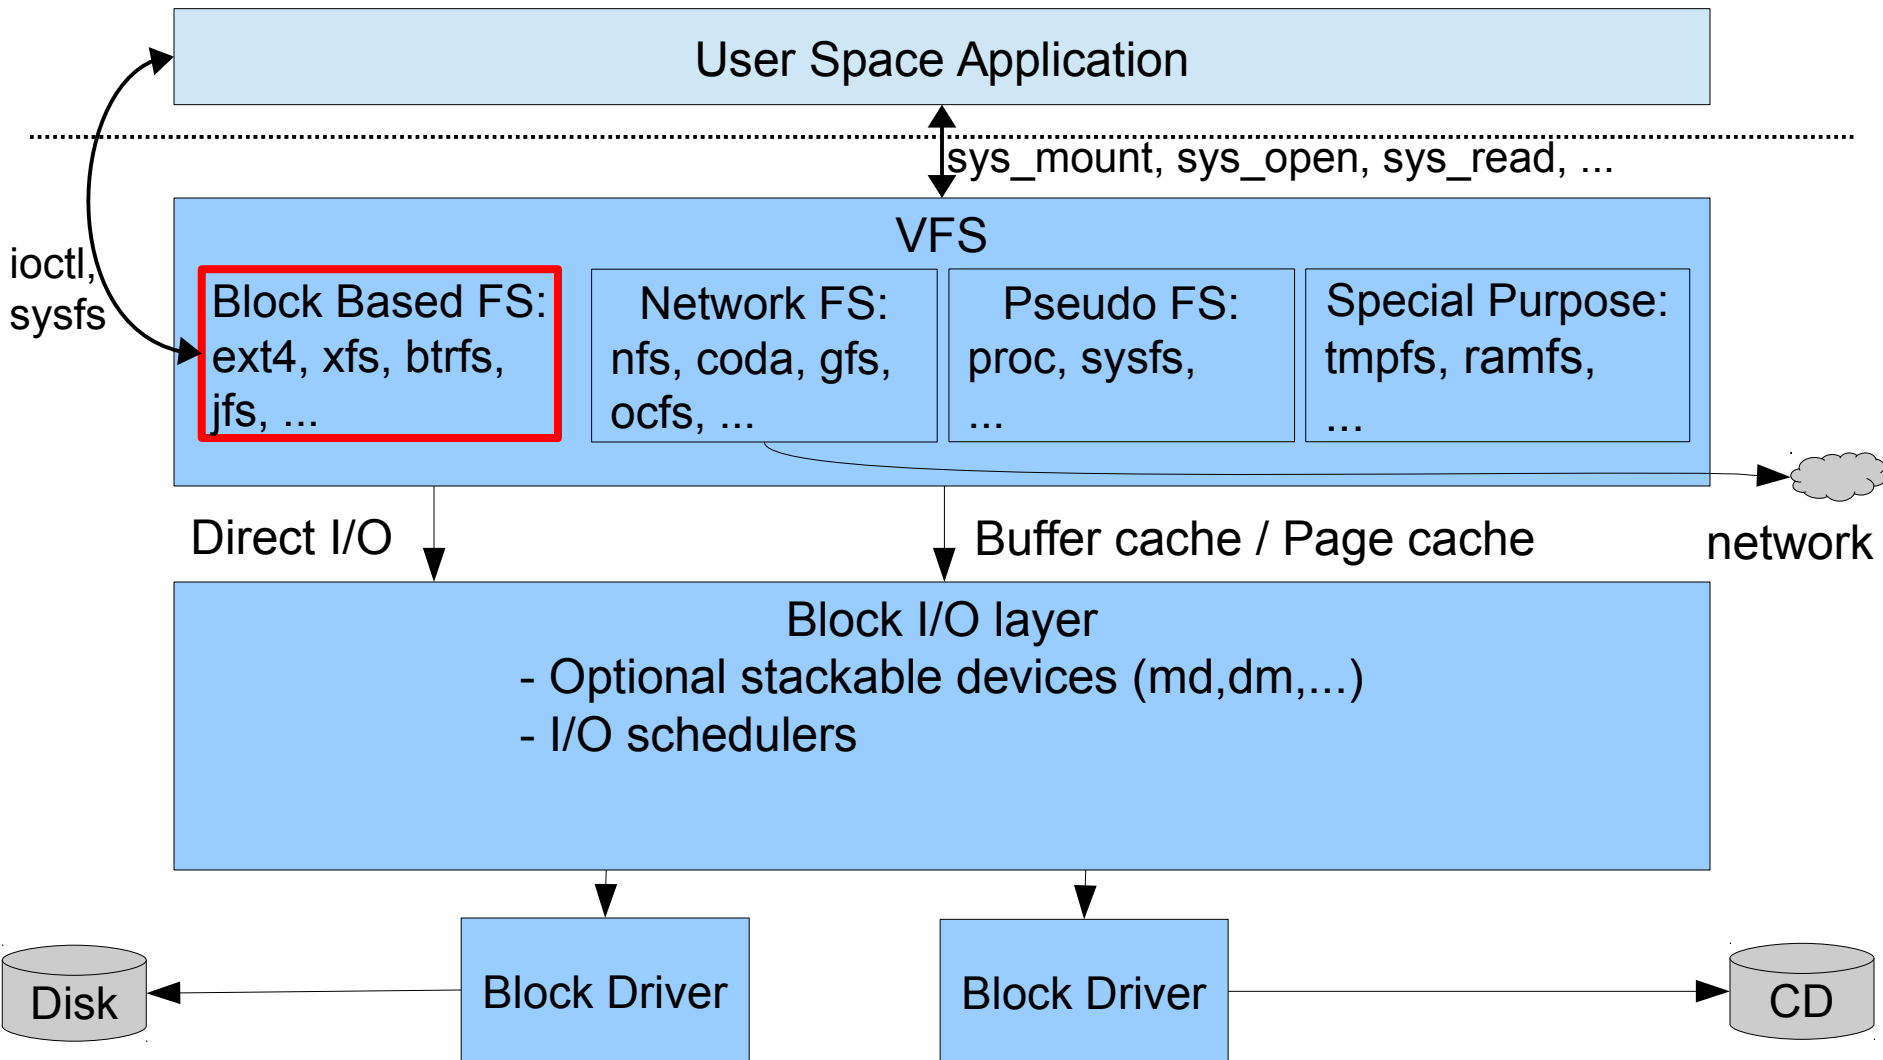 User Space Application
sys_mount, sys_open, sys_read, ...
ioctl,
sysfs
VFS
Block Based FS:
ext4, xfs, btrfs,
jfs, ...
Network FS:
nfs, coda, gfs,
ocfs, ...
Pseudo FS:
proc, sysfs,
...
Special Purpose:
tmpfs, ramfs,
...
Direct I/O
Buffer cache / Page cache
network
Block I/O layer
- Optional stackable devices (md,dm,...)
- I/O schedulers
Disk
Block Driver
Block Driver
CD